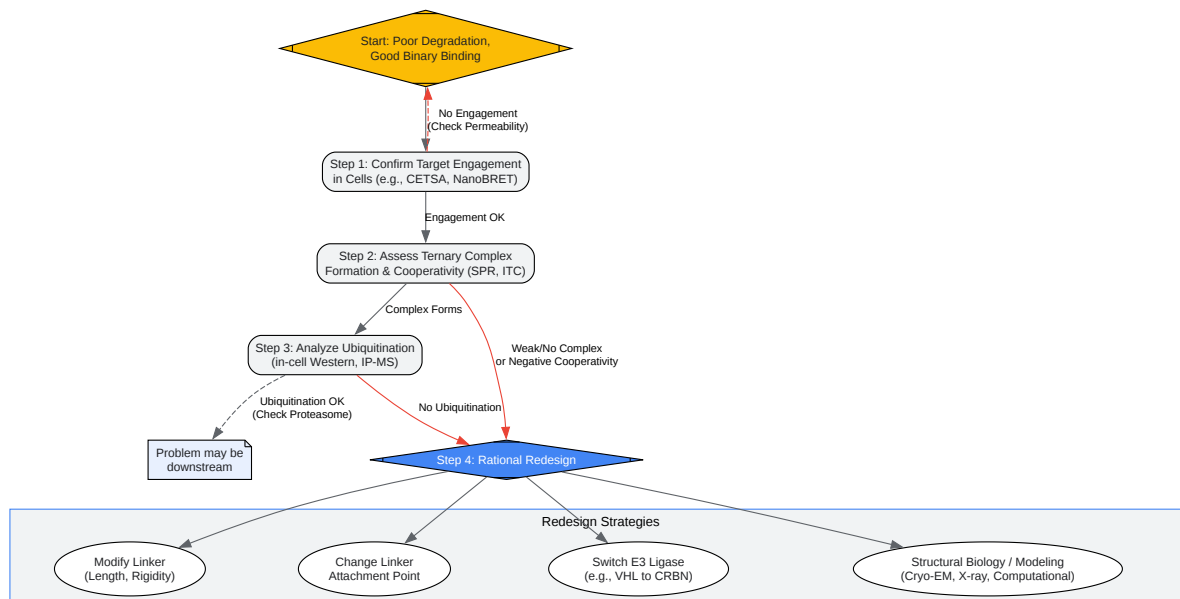 Start: Poor Degradation,
Good Binary Binding
No Engagement
(Check Permeability)
Step 1: Confirm Target Engagement
in Cells (e.g., CETSA, NanoBRET)
Engagement OK
Step 2: Assess Ternary Complex
Formation & Cooperativity (SPR, ITC)
Complex Forms
Weak/No Complex
or Negative Cooperativity
Step 3: Analyze Ubiquitination
(in-cell Western, IP-MS)
Ubiquitination OK
(Check Proteasome)
No Ubiquitination
Problem may be
downstream
Step 4: Rational Redesign
Redesign Strategies
Modify Linker
(Length, Rigidity)
Change Linker
Attachment Point
Switch E3 Ligase
(e.g., VHL to CRBN)
Structural Biology / Modeling
(Cryo-EM, X-ray, Computational)